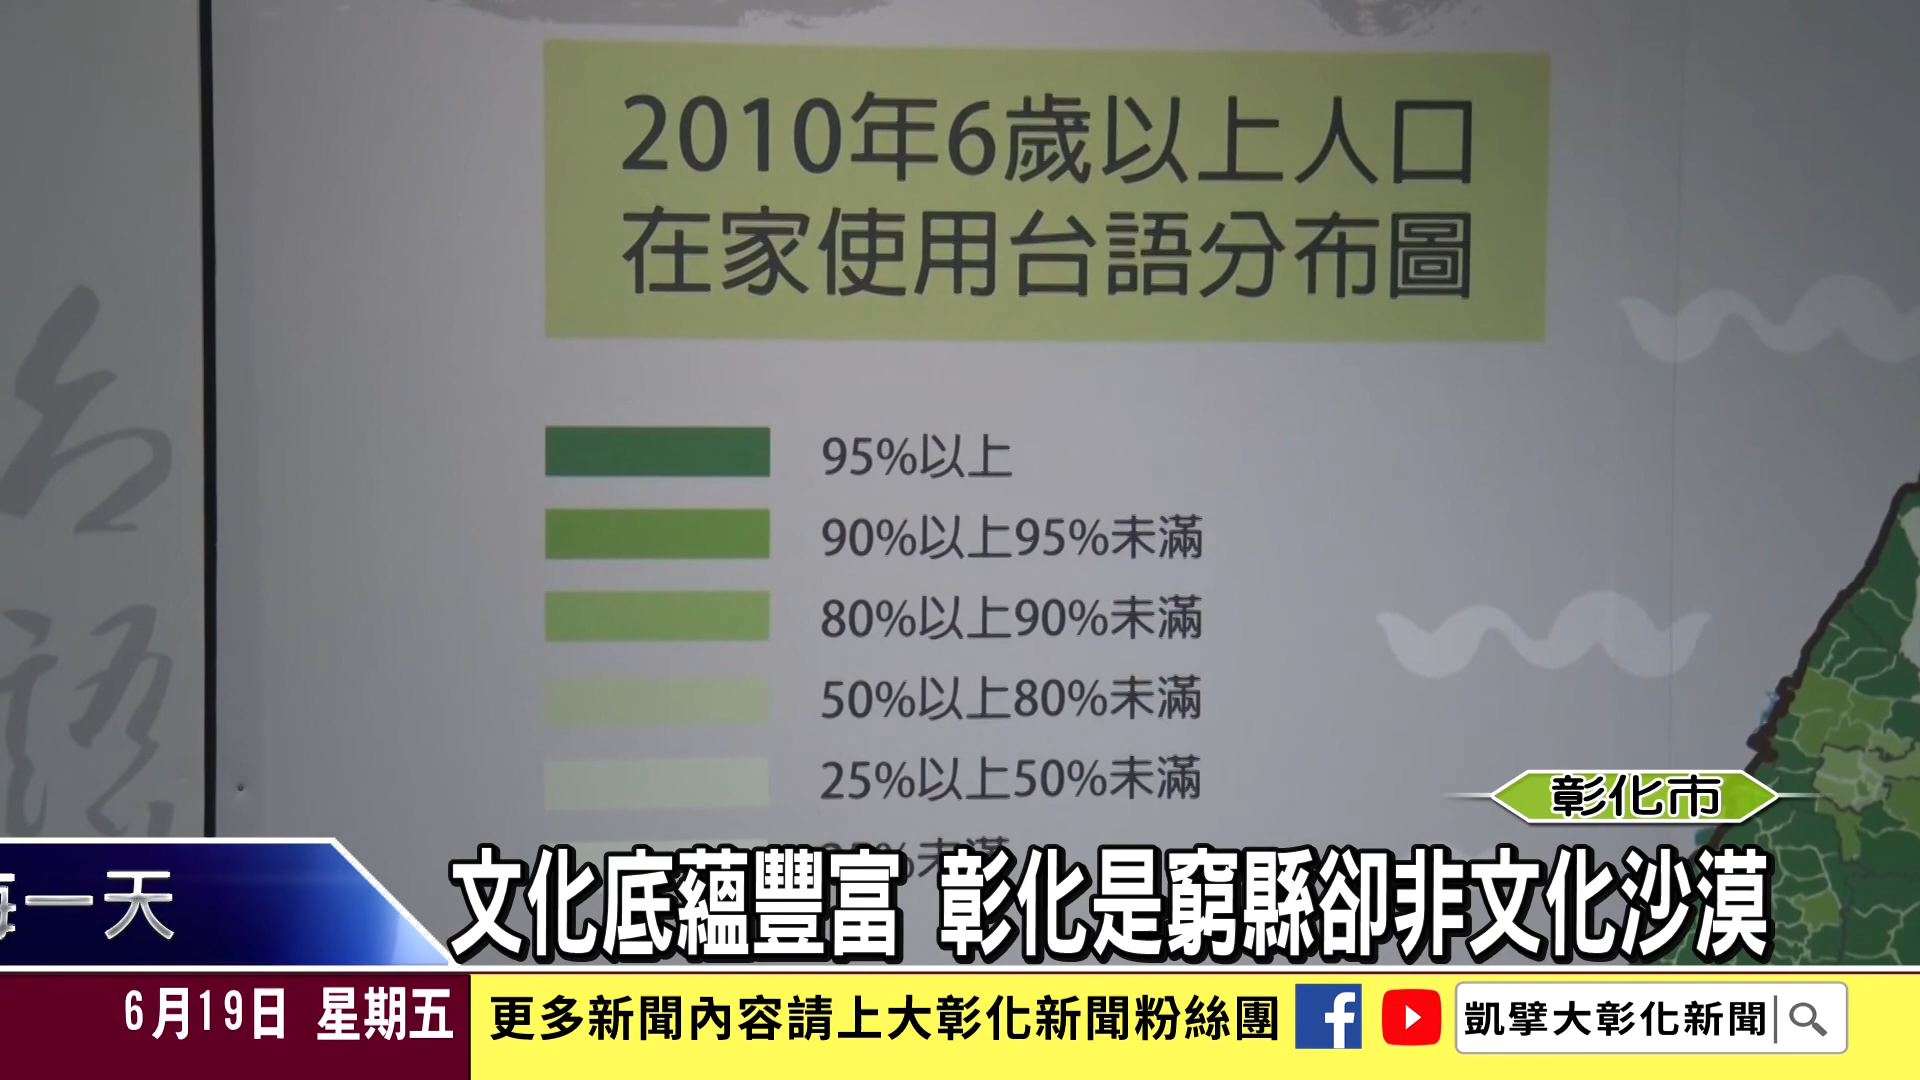 2010年6歲以上人口
在家使用台語分布圖
台語
95%以上
90%以上95%未滿
80%以上90%未滿
50%以上80%未滿
25%以上50%未滿
彰化市
文化底蘊豐富 彰化是窮縣卻非文化沙漠
一天
6月19日 星期五
更多新聞內容請上大彰化新聞粉絲團
凱擘大彰化新聞